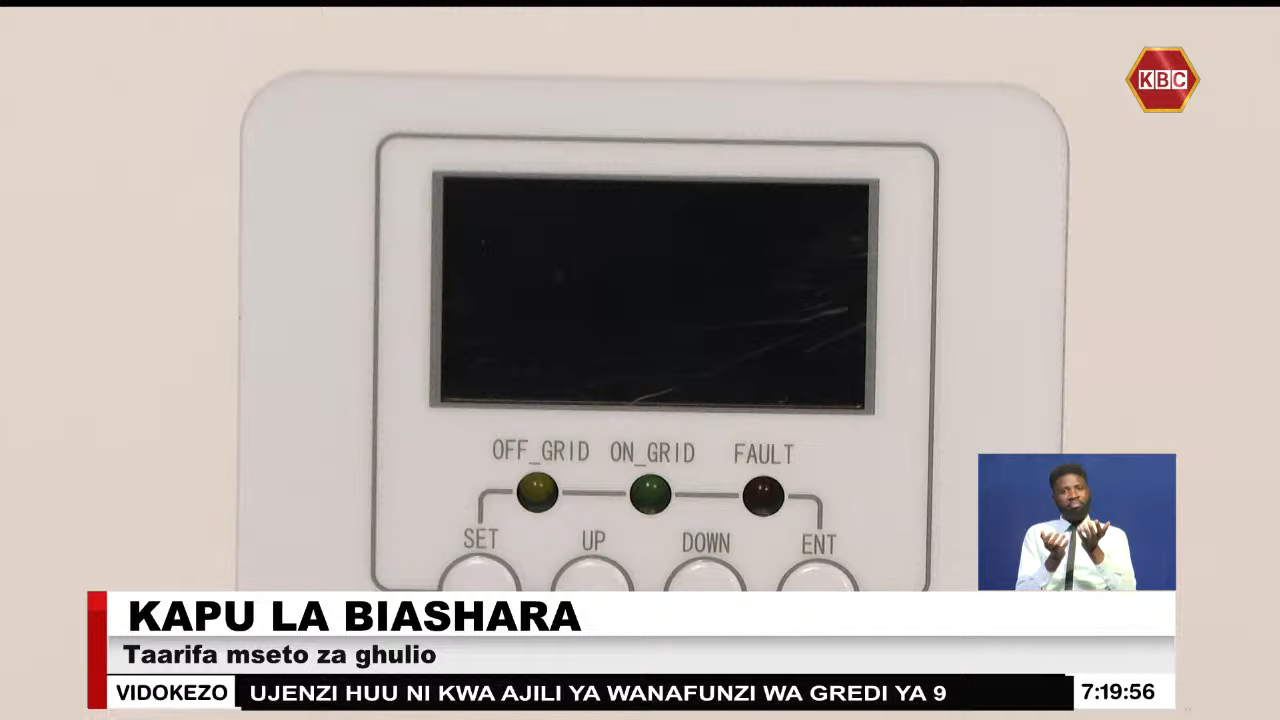 KBC
OFF_GRID ON_GRID FAULT
SET UP DOWN ENT
KAPU LA BIASHARA
Taarifa mseto za ghulio
VIDOKEZO UJENZI HUU NI KWA AJILI YA WANAFUNZI WA GREDI YA 9 7:19:56